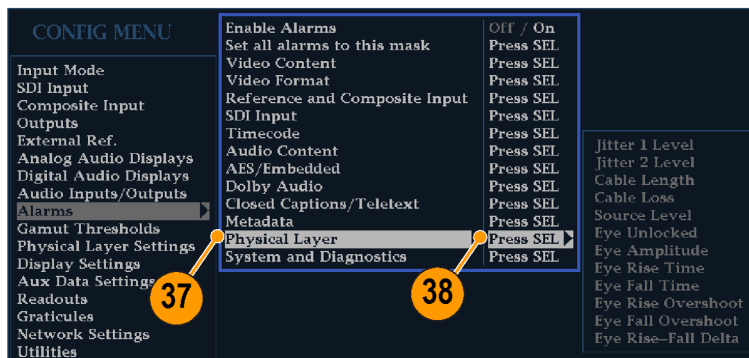 CONFIG MENU
Input Mode
SDI Input
Composite Input
Outputs
External Ref.
Analog Audio Displays
Digital Audio Displays
Audio Inputs/Outputs
Alarms
Gamut Thresholds
Physical Layer Settings
Display Settings
Aux Data Settings
Readouts
Graticules
Network Settings
Utilities
Enable Alarms Off / On
Set all alarms to this mask Press SEL
Video Content Press SEL
Video Format Press SEL
Reference and Composite Input Press SEL
SDI Input Press SEL
Timecode Press SEL
Audio Content Press SEL
AES/Embedded Press SEL
Dolby Audio Press SEL
Closed Captions/Teletext Press SEL
Metadata Press SEL
Physical Layer Press SEL
System and Diagnostics Press SEL
37
38
Jitter 1 Level
Jitter 2 Level
Cable Length
Cable Loss
Source Level
Eye Unlocked
Eye Amplitude
Eye Rise Time
Eye Fall Time
Eye Rise Overshoot
Eye Fall Overshoot
Eye Rise–Fall Delta